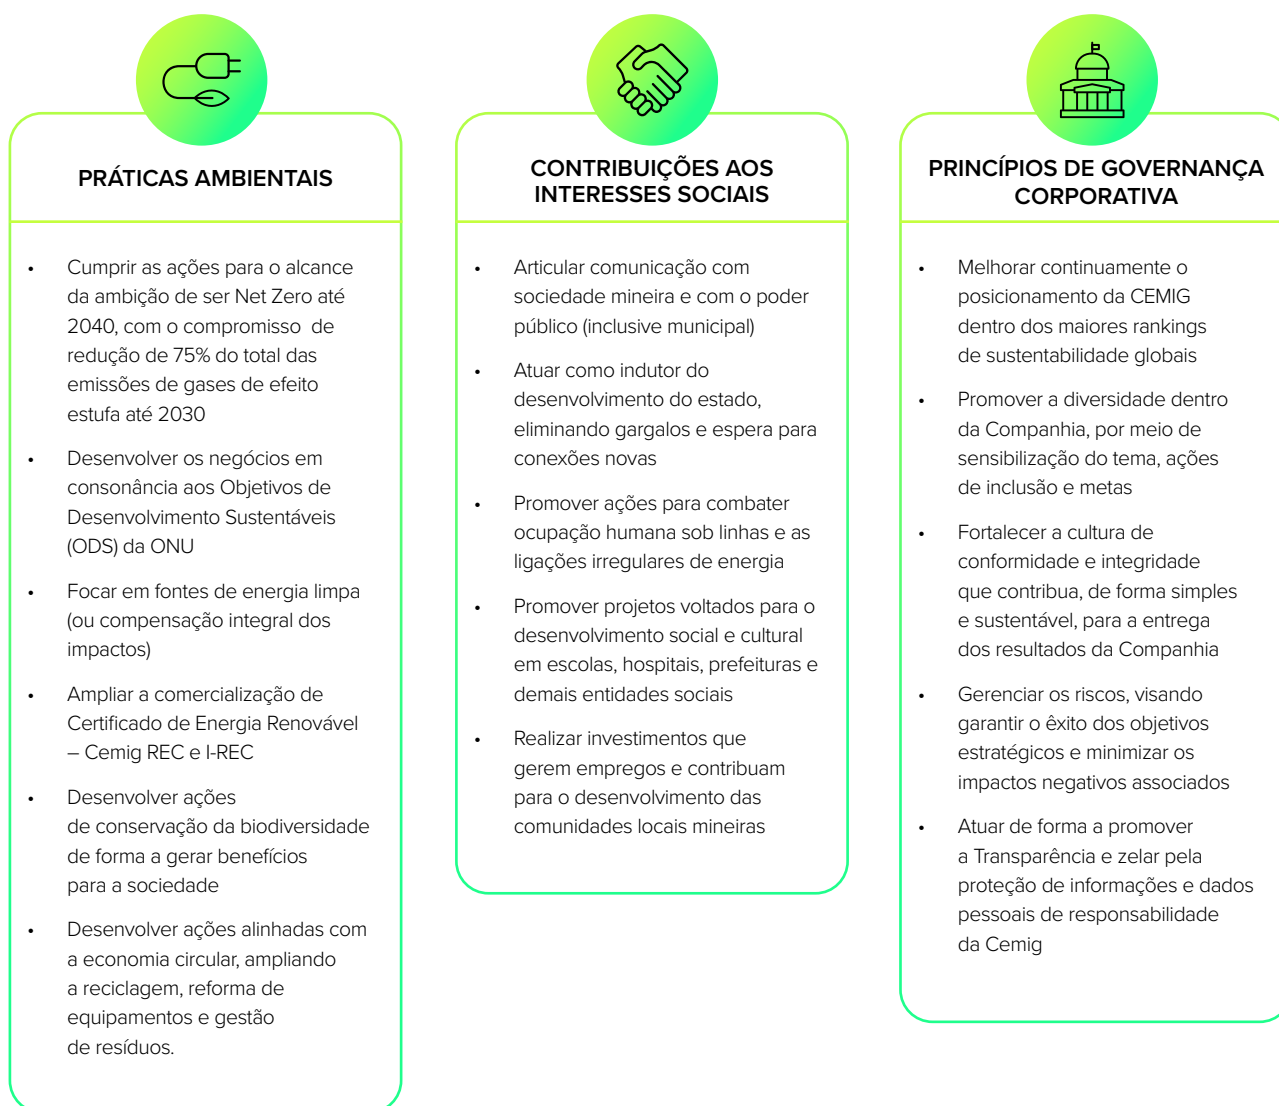 PRÁTICAS AMBIENTAIS
• Cumprir as ações para o alcance
da ambição de ser Net Zero até
2040, com o compromisso  de
redução de 75% do total das
emissões de gases de efeito
estufa até 2030
• Desenvolver os negócios em
consonância aos Objetivos de
Desenvolvimento Sustentáveis
(ODS) da ONU
• Focar em fontes de energia limpa
(ou compensação integral dos
impactos)
• Ampliar a comercialização de
Certificado de Energia Renovável
– Cemig REC e I-REC
• Desenvolver ações
de conservação da biodiversidade
de forma a gerar benefícios
para a sociedade
• Desenvolver ações alinhadas com
a economia circular, ampliando
a reciclagem, reforma de
equipamentos e gestão
de resíduos.
CONTRIBUIÇÕES AOS
INTERESSES SOCIAIS
• Articular comunicação com
sociedade mineira e com o poder
público (inclusive municipal)
• Atuar como indutor do
desenvolvimento do estado,
eliminando gargalos e espera para
conexões novas
• Promover ações para combater
ocupação humana sob linhas e as
ligações irregulares de energia
• Promover projetos voltados para o
desenvolvimento social e cultural
em escolas, hospitais, prefeituras e
demais entidades sociais
• Realizar investimentos que
gerem empregos e contribuam
para o desenvolvimento das
comunidades locais mineiras
PRINCÍPIOS DE GOVERNANÇA
CORPORATIVA
• Melhorar continuamente o
posicionamento da CEMIG
dentro dos maiores rankings
de sustentabilidade globais
• Promover a diversidade dentro
da Companhia, por meio de
sensibilização do tema, ações
de inclusão e metas
• Fortalecer a cultura de
conformidade e integridade
que contribua, de forma simples
e sustentável, para a entrega
dos resultados da Companhia
• Gerenciar os riscos, visando
garantir o êxito dos objetivos
estratégicos e minimizar os
impactos negativos associados
• Atuar de forma a promover
a Transparência e zelar pela
proteção de informações e dados
pessoais de responsabilidade
da Cemig